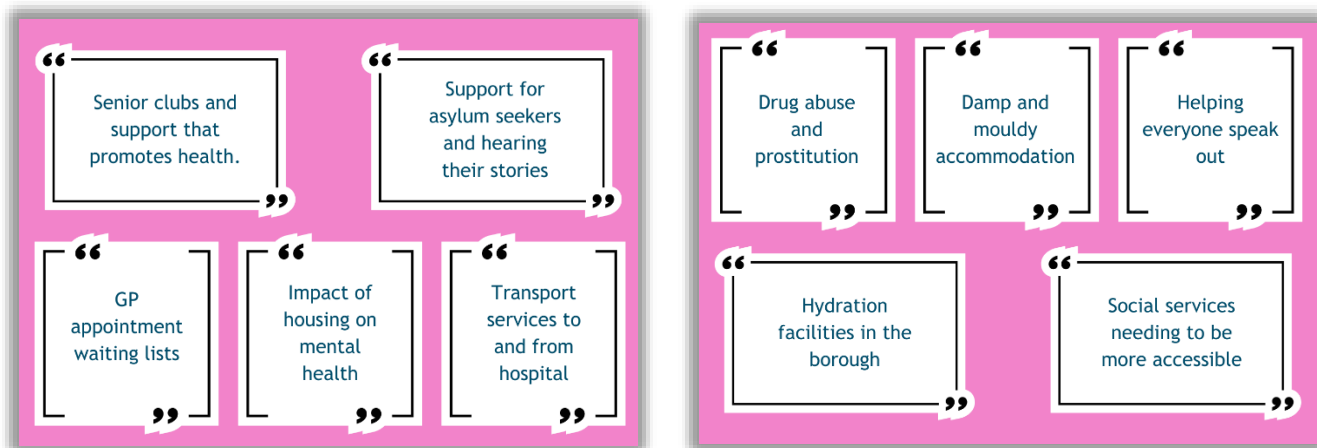 Senior clubs and
support that
promotes health.
Support for
asylum seekers
and hearing
their stories
GP
appointment
waiting lists
Impact of
housing on
mental
health
Transport
services to
and from
hospital
Drug abuse
and
prostitution
Damp and
mouldy
accommodation
Helping
everyone speak
out
Hydration
facilities in the
borough
Social services
needing to be
more accessible